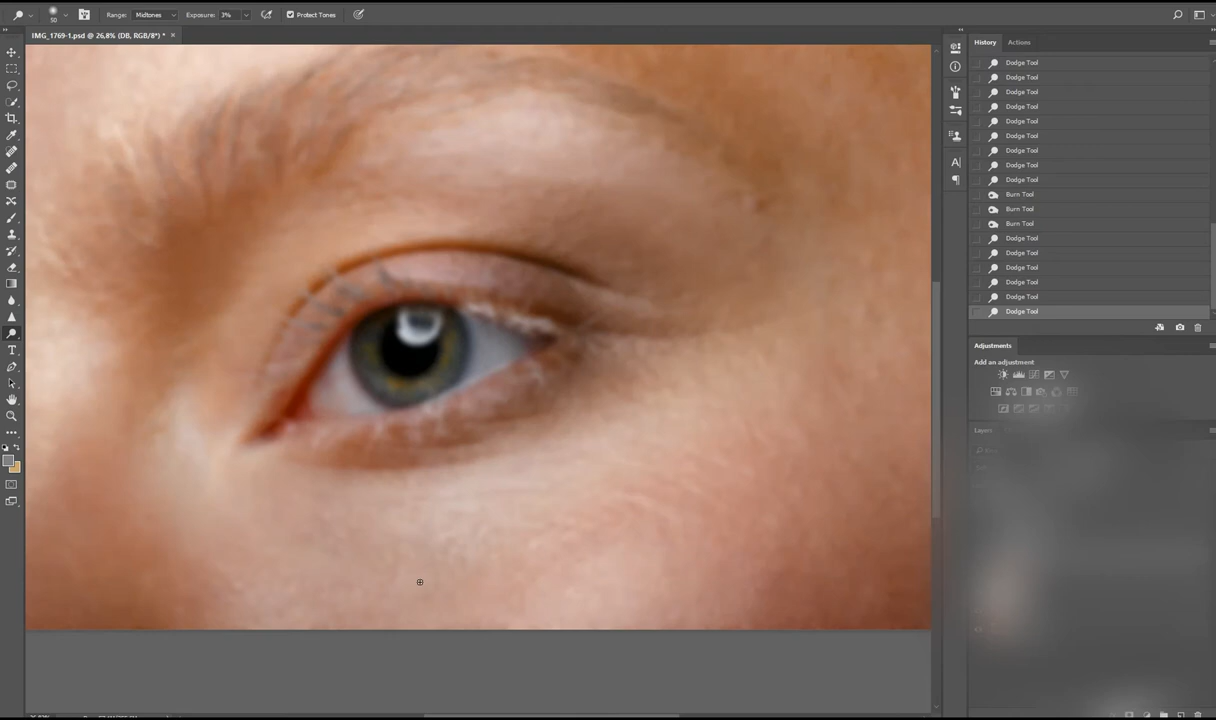 50 Range: Midtones Exposure: 3% Protect Tones
IMG_1769-1.psd @ 26,8% (DB, RGB/8*) * ×
History Actions
Dodge Tool
Dodge Tool
Dodge Tool
Dodge Tool
Dodge Tool
Dodge Tool
Dodge Tool
Dodge Tool
Dodge Tool
Burn Tool
Burn Tool
Burn Tool
Dodge Tool
Dodge Tool
Dodge Tool
Dodge Tool
Dodge Tool
Dodge Tool
Adjustments
Add an adjustment
Layers